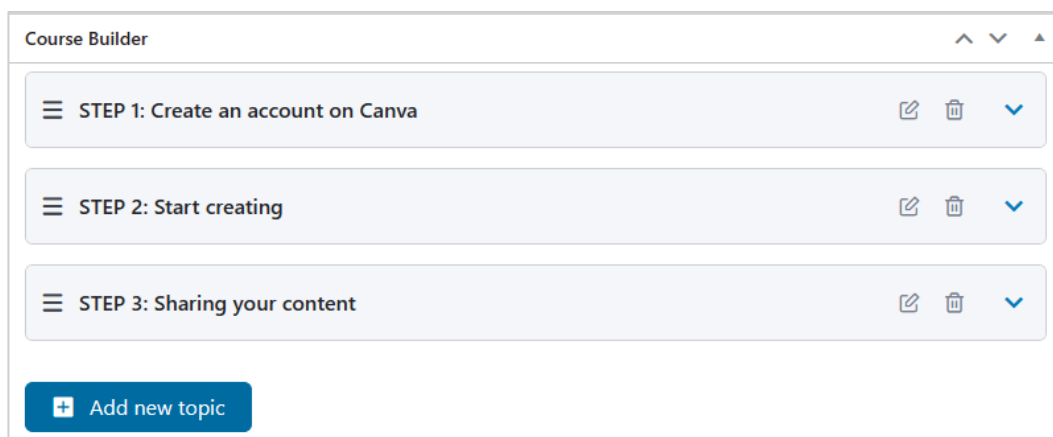 Course Builder
STEP 1: Create an account on Canva
STEP 2: Start creating
STEP 3: Sharing your content
Add new topic